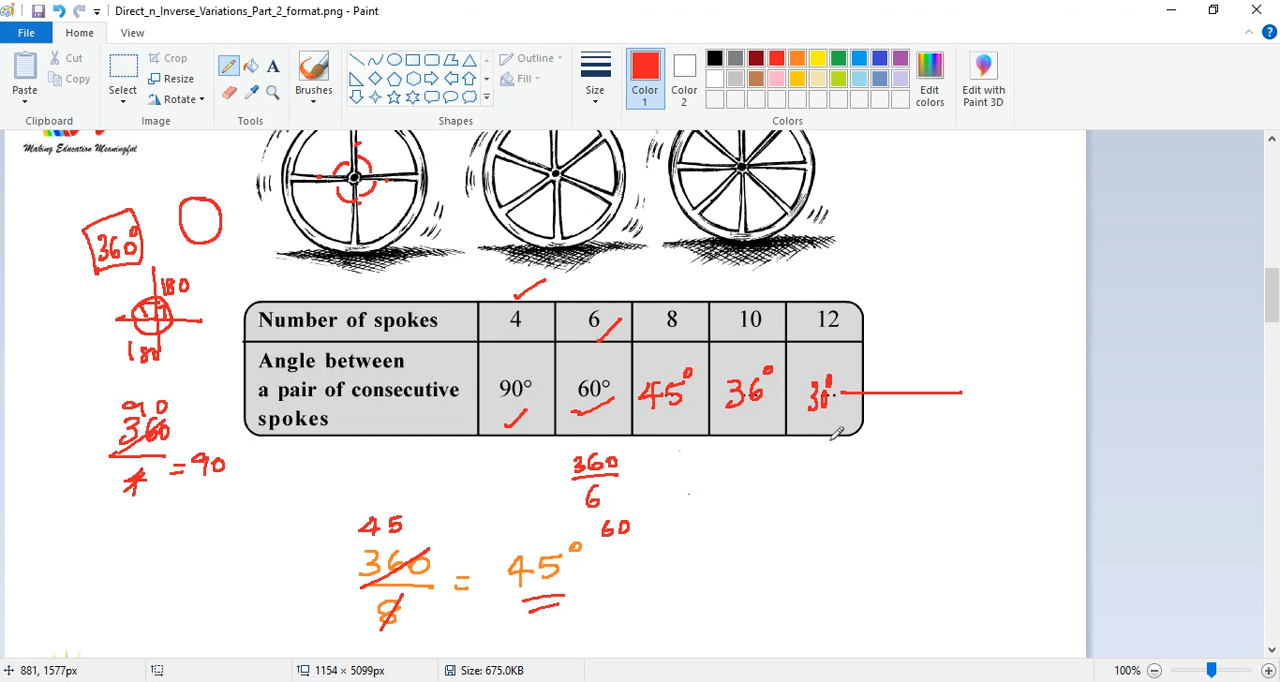 Direct_n_Inverse_Variations_Part_2_format.png - Paint
File Home View
Paste
Cut
Copy
Clipboard
Select
Crop
Resize
Rotate
Image
A
Tools
Brushes
Shapes
Outline
Fill
Size
Color 1
Color 2
Colors
Edit colors
Edit with Paint 3D
Making Education Meaningful
360°
180
180
90
360
4
= 90
Number of spokes 4 6 8 10 12
Angle between a pair of consecutive spokes 90° 60° 45° 36° 30°
360
6
60
45
360
8
= 45°
881, 1577px
1154 × 5099px
Size: 675.0KB
100%